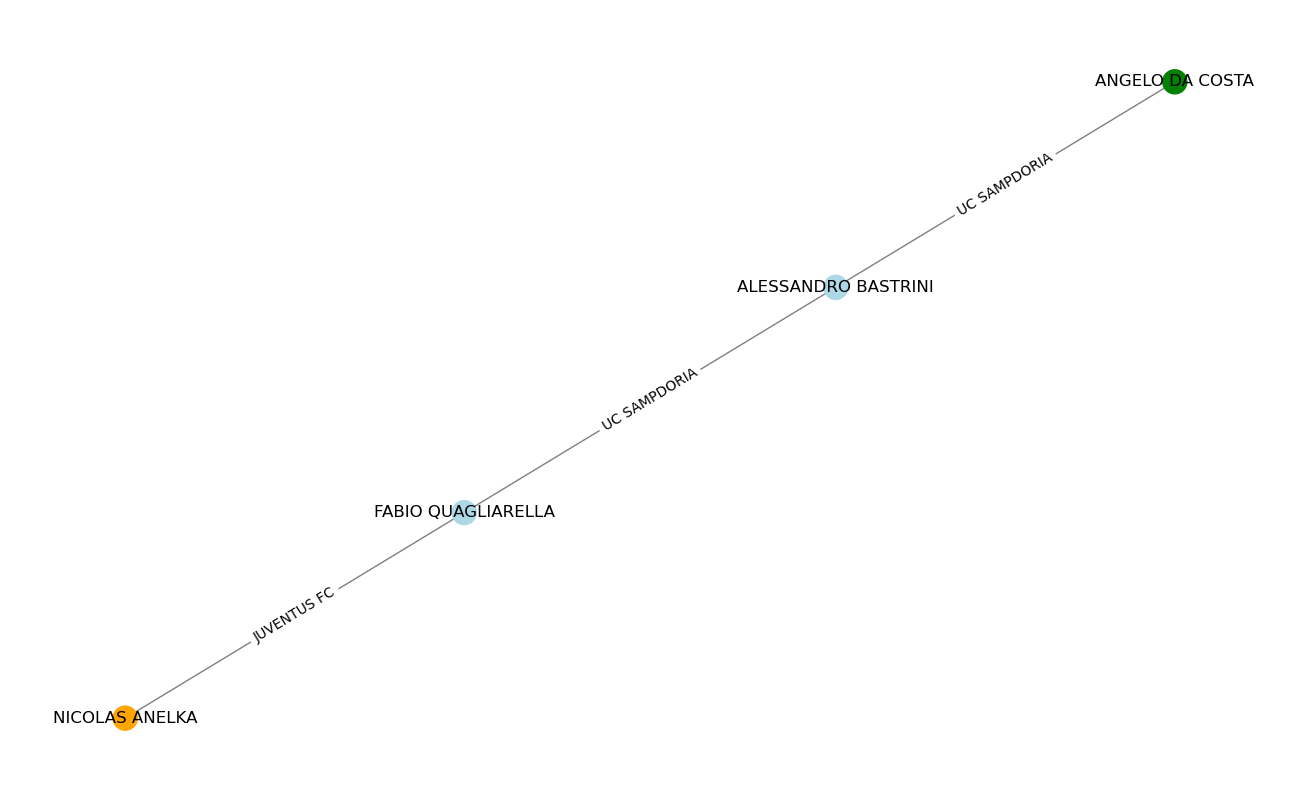 ANGELO DA COSTA
UC SAMPDORIA
ALESSANDRO BASTRINI
UC SAMPDORIA
FABIO QUAGLIARELLA
JUVENTUS FC
NICOLAS ANELKA